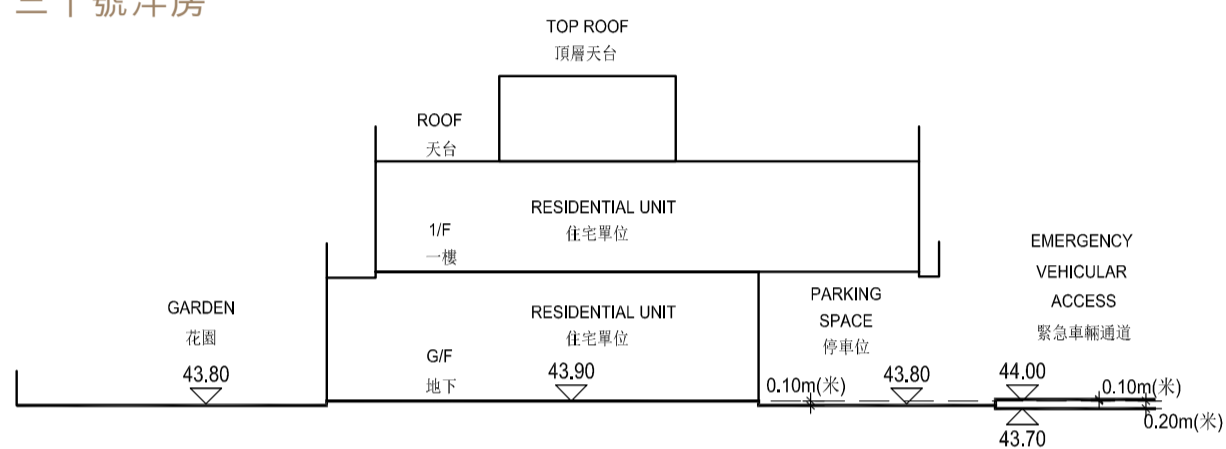 號洋房
TOP ROOF
頂層天台
ROOF
天台
RESIDENTIAL UNIT
住宅單位
1/F
一樓
EMERGENCY
VEHICULAR
ACCESS
緊急車輛通道
PARKING
SPACE
停車位
GARDEN
花園
RESIDENTIAL UNIT
住宅單位
G/F
地下
43.80
43.90
0.10m(米)
43.80
44.00
0.10m(米)
0.20m(米)
43.70